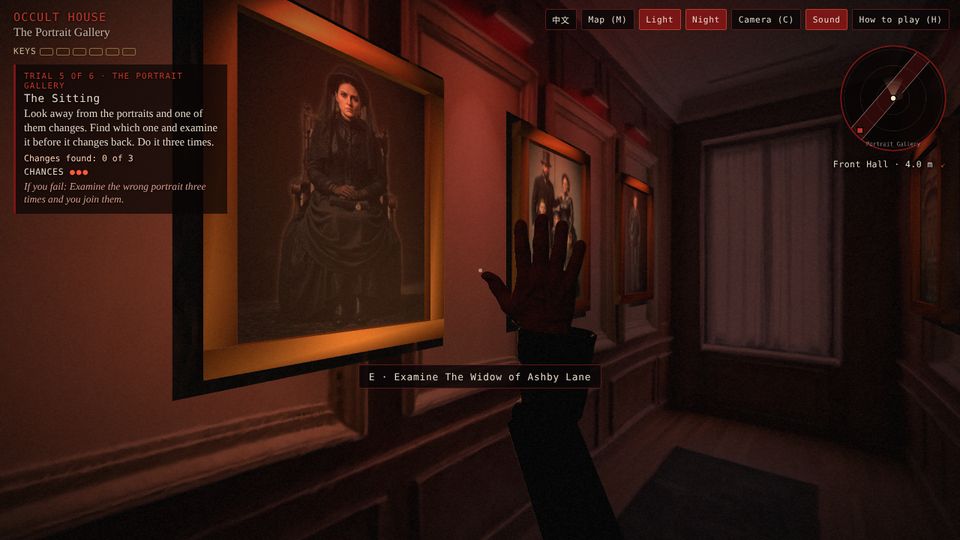 OCCULT HOUSE
The Portrait Gallery
KEYS
TRIAL 5 OF 6 · THE PORTRAIT
GALLERY
The Sitting
Look away from the portraits and one of
them changes. Find which one and examine
it before it changes back. Do it three times.
Changes found: 0 of 3
CHANCES
If you fail: Examine the wrong portrait three
times and you join them.
中文
Map (M)
Light
Night
Camera (C)
Sound
How to play (H)
Portrait Gallery
Front Hall · 4.0 m ↙
E · Examine The Widow of Ashby Lane